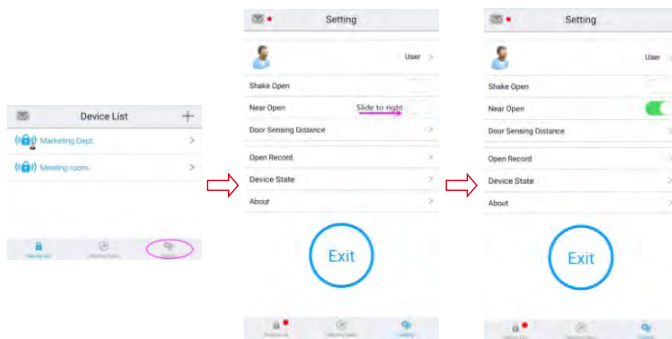 Device List
Marketing Dept.
Meeting room.
Setting
User
Shake Open
Near Open
Slide to right
Door Sensing Distance
Open Record
Device State
About
Exit
Setting
User
Shake Open
Near Open
Door Sensing Distance
Open Record
Device State
About
Exit